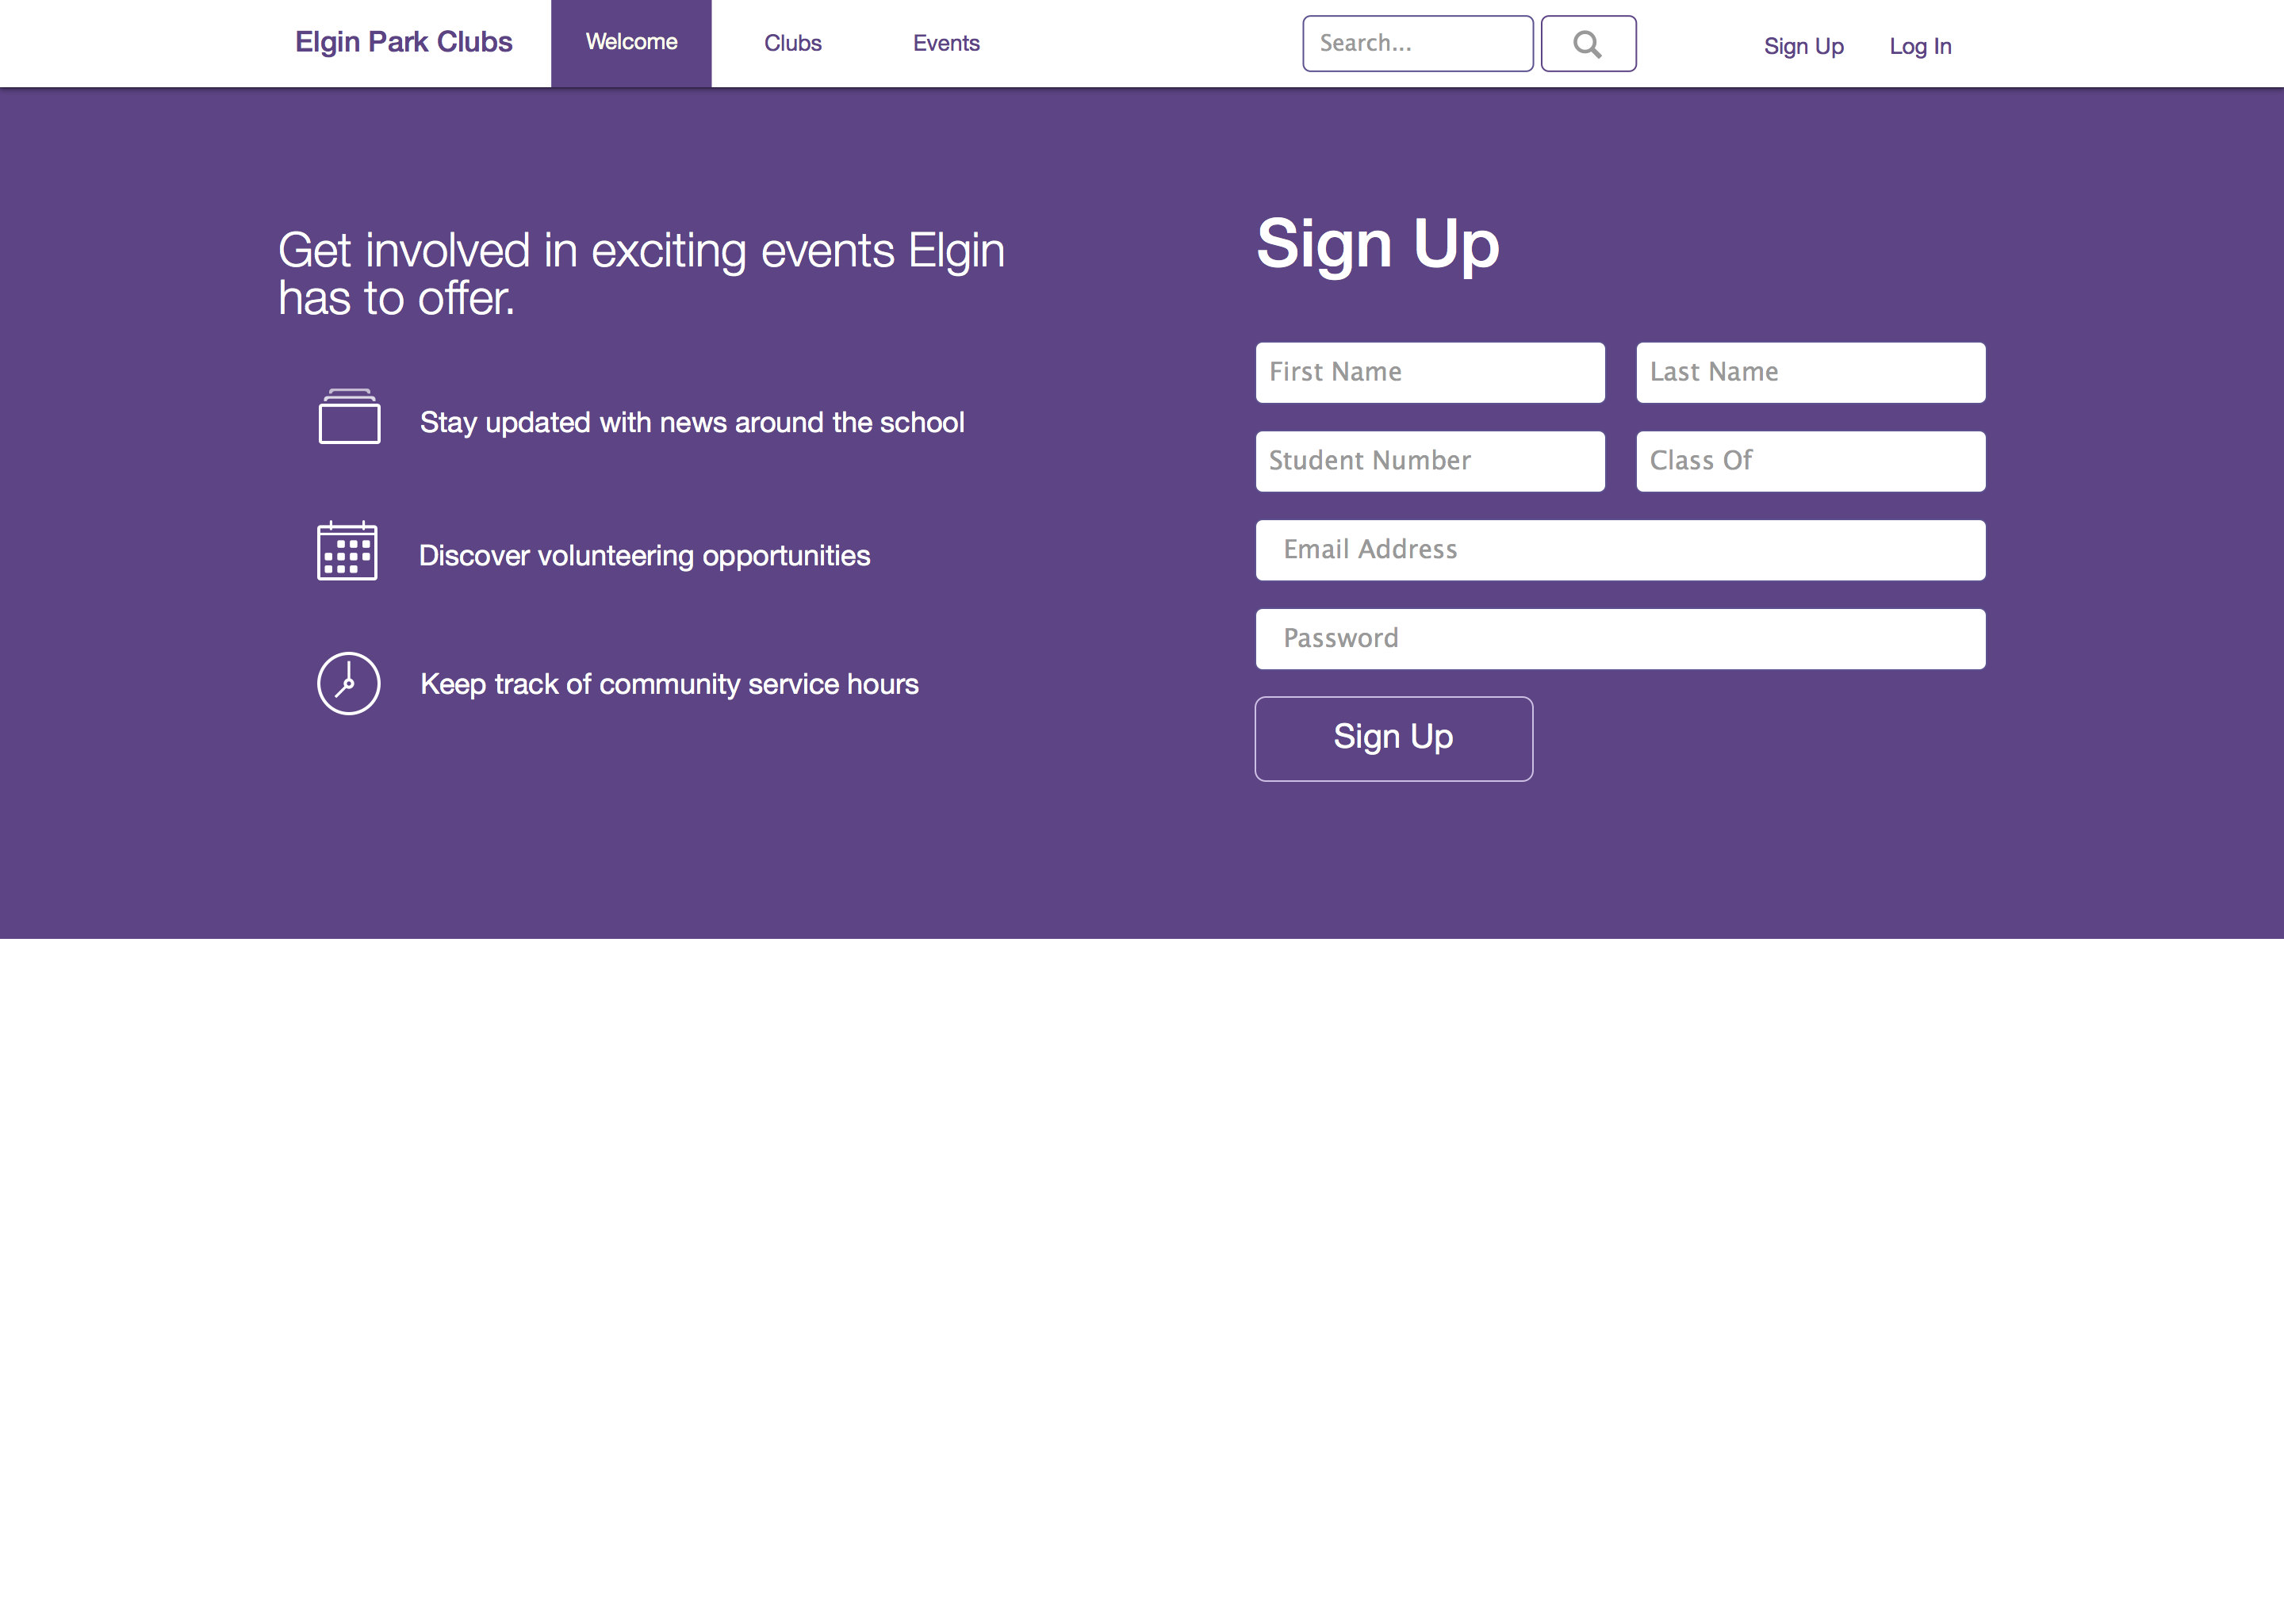 Elgin Park Clubs
Welcome
Clubs
Events
Search...
Sign Up
Log In
Get involved in exciting events Elgin
has to offer.
Stay updated with news around the school
Discover volunteering opportunities
Keep track of community service hours
Sign Up
First Name
Last Name
Student Number
Class Of
Email Address
Password
Sign Up